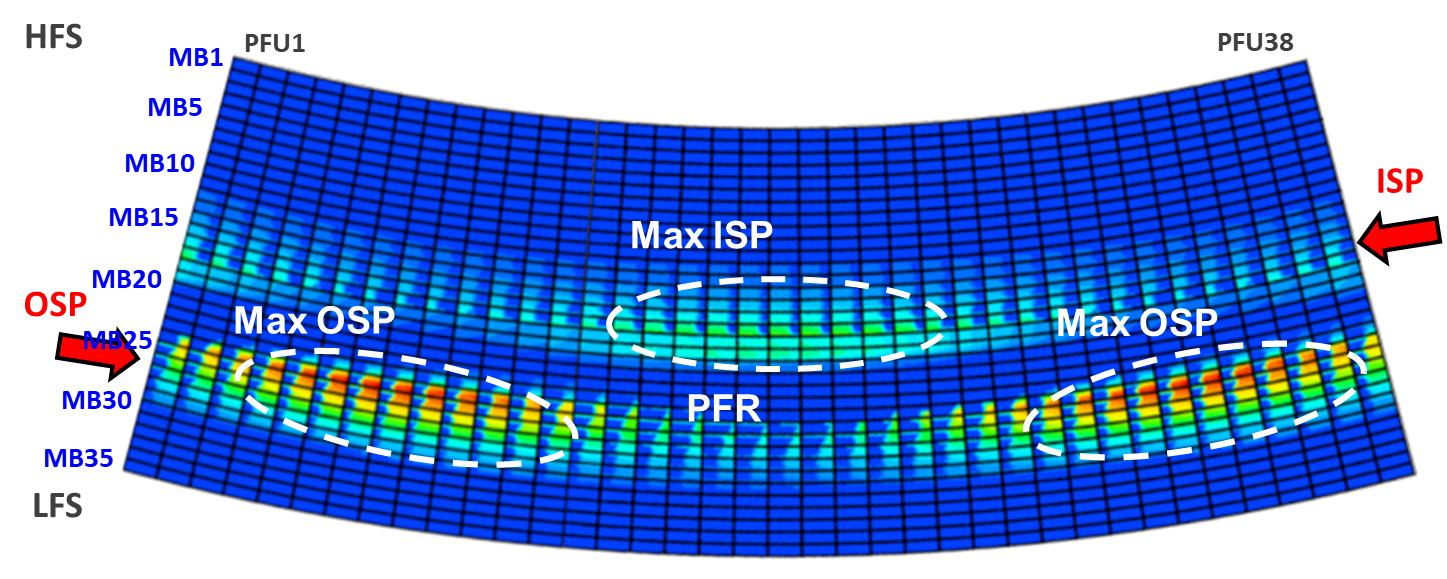 HFS
PFU1
PFU38
MB1
MB5
MB10
ISP
MB15
Max ISP
MB20
OSP
Max OSP
Max OSP
MB25
MB30
PFR
MB35
LFS